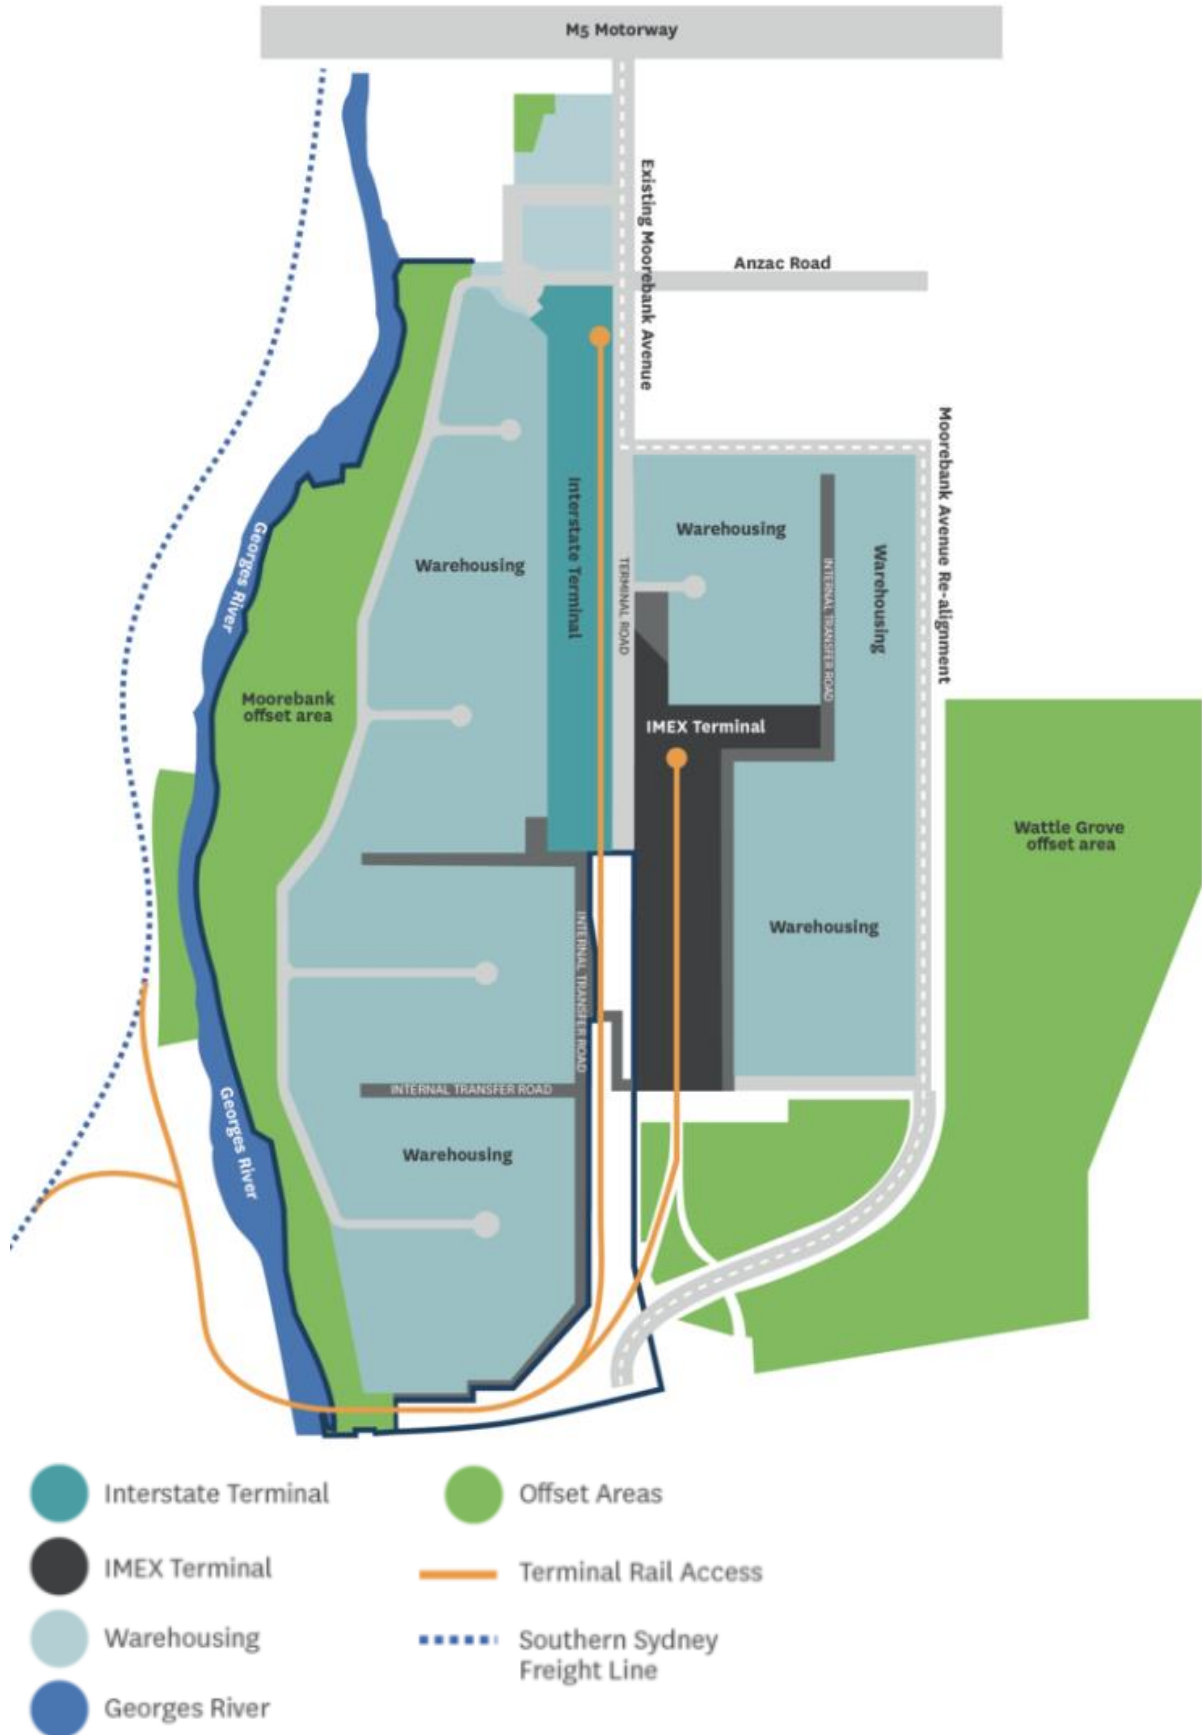 M5 Motorway
Existing Moorebank Avenue
Anzac Road
Moorebank Avenue Re-alignment
Georges River
Warehousing
Interstate Terminal
TERMINAL ROAD
Warehousing
INTERNAL TRANSFER ROAD
Warehousing
Moorebank
offset area
IMEX Terminal
Wattle Grove
offset area
Warehousing
INTERNAL TRANSFER ROAD
INTERNAL TRANSFER ROAD
Georges River
Warehousing
Interstate Terminal
IMEX Terminal
Warehousing
Georges River
Offset Areas
Terminal Rail Access
Southern Sydney
Freight Line